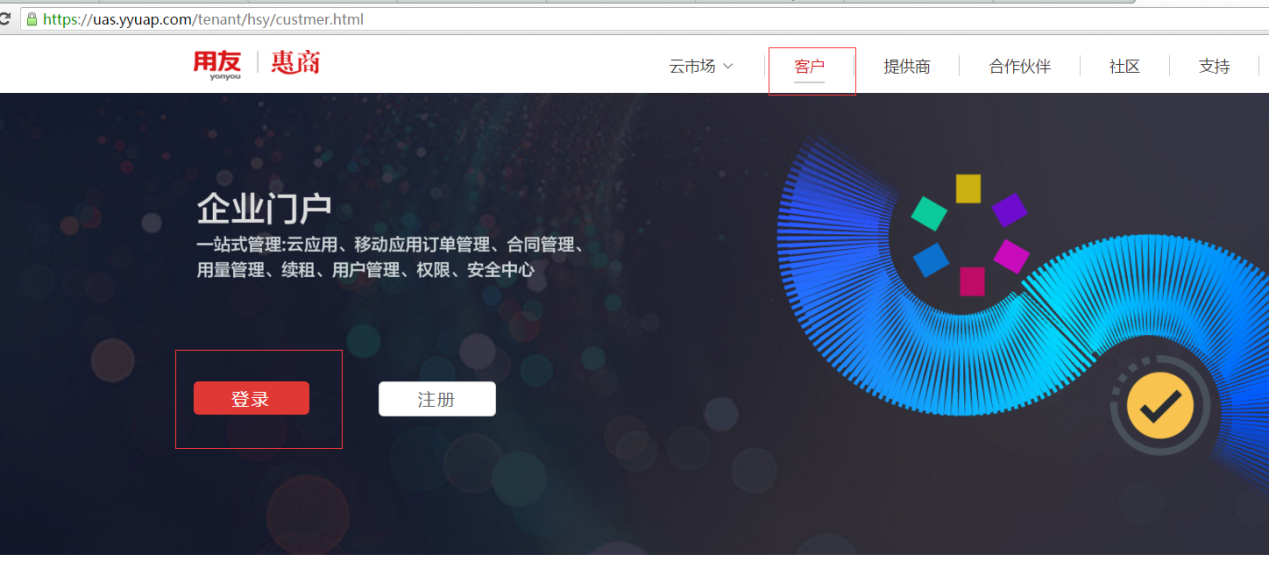 https://uas.yyuap.com/tenant/hsy/custmer.html
用友 yonyou 惠商 云市场 客户 提供商 合作伙伴 社区 支持
企业门户
一站式管理:云应用、移动应用订单管理、合同管理、
用量管理、续租、用户管理、权限、安全中心
登录 注册